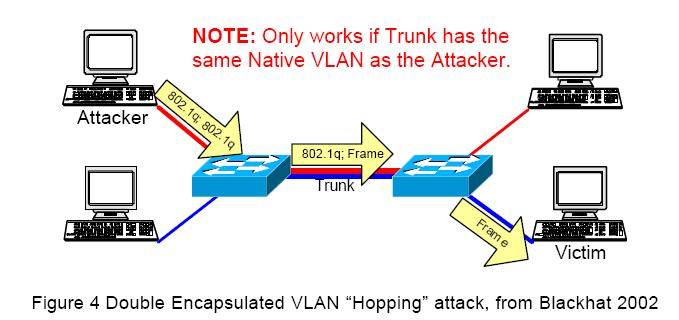 NOTE: Only works if Trunk has the
same Native VLAN as the Attacker.
Attacker
802.1q; 802.1q
802.1q; Frame
Trunk
Frame
Victim
Figure 4 Double Encapsulated VLAN “Hopping” attack, from Blackhat 2002